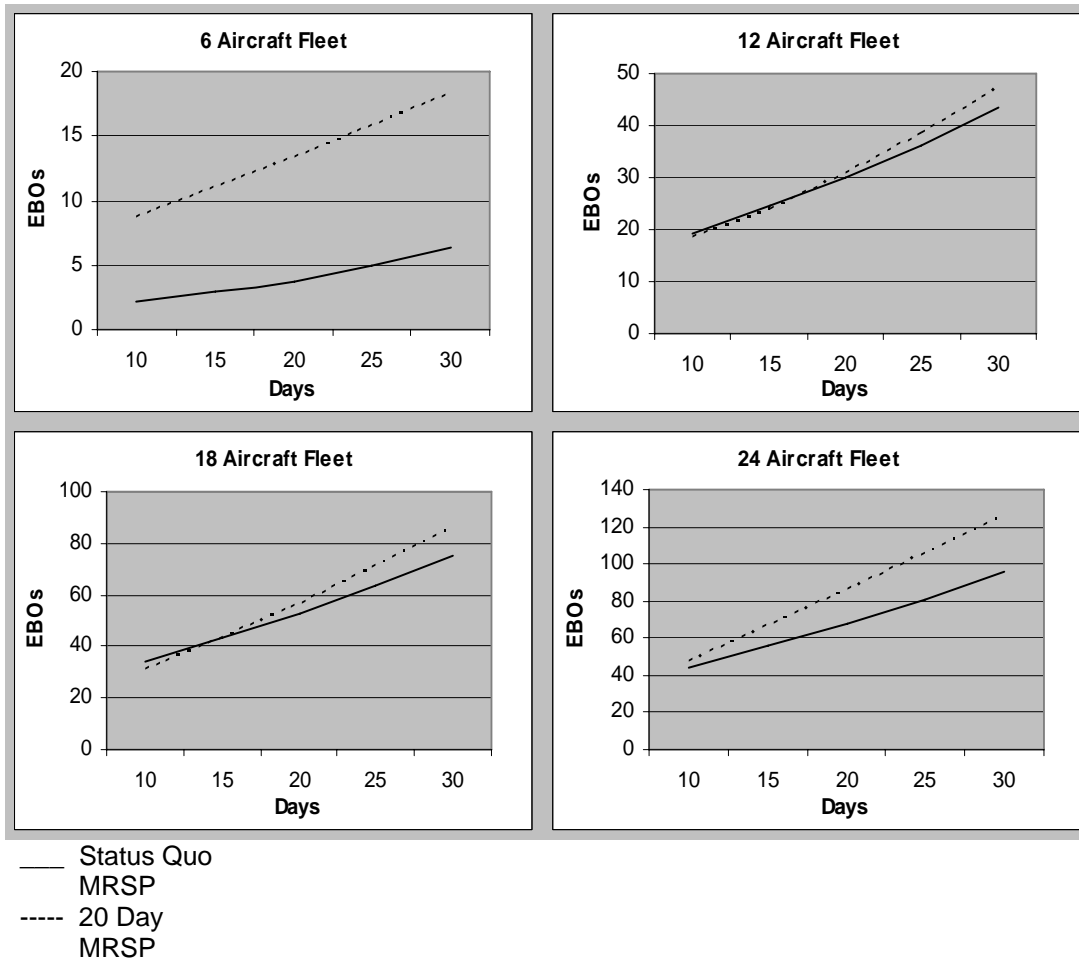 6 Aircraft Fleet
20
15
10
5
0
EBOs
10 15 20 25 30
Days
12 Aircraft Fleet
50
40
30
20
10
0
EBOs
10 15 20 25 30
Days
18 Aircraft Fleet
100
80
60
40
20
0
EBOs
10 15 20 25 30
Days
24 Aircraft Fleet
140
120
100
80
60
40
20
0
EBOs
10 15 20 25 30
Days
___ Status Quo
MRSP
----- 20 Day
MRSP